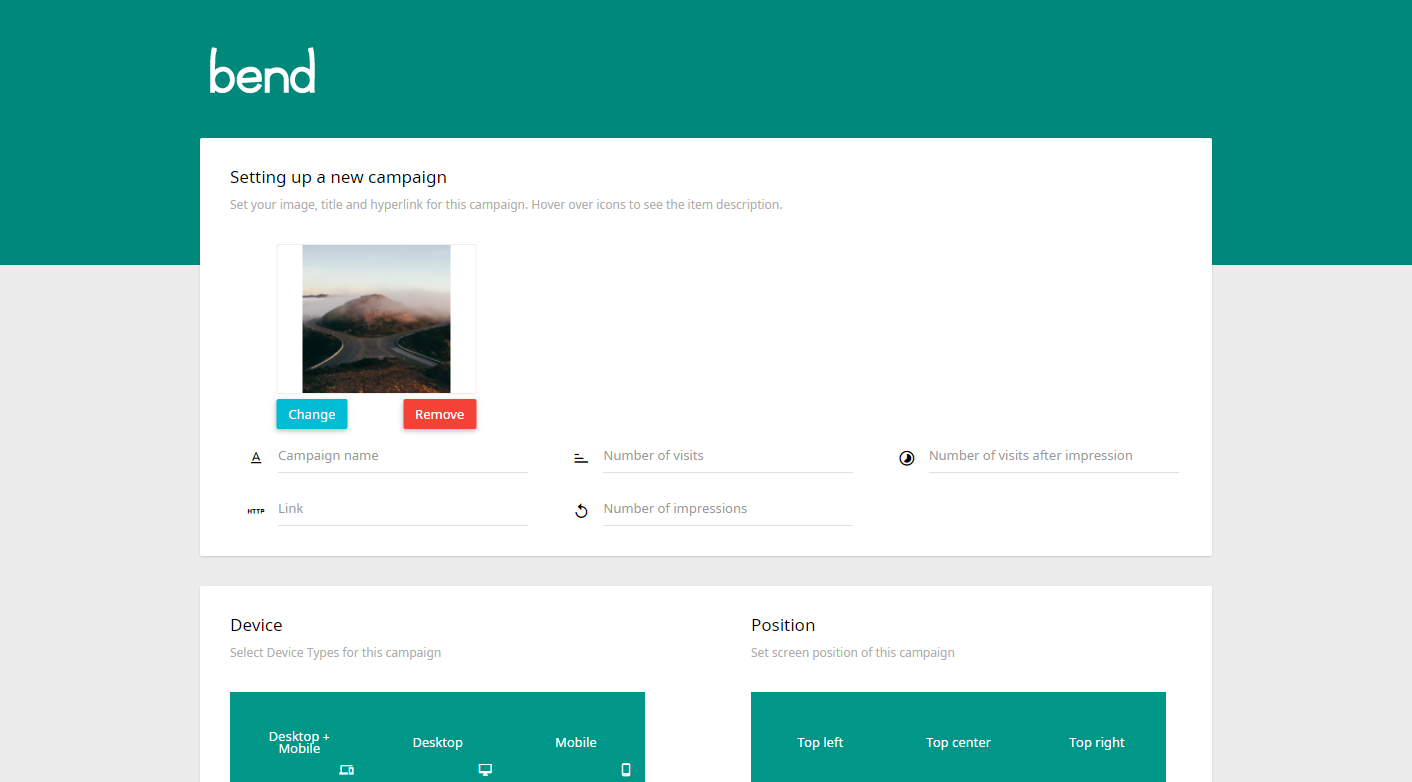 bend
Setting up a new campaign
Set your image, title and hyperlink for this campaign. Hover over icons to see the item description.
Change
Remove
A
Campaign name
Number of visits
Number of visits after impression
HTTP
Link
Number of impressions
Device
Select Device Types for this campaign
Position
Set screen position of this campaign
Desktop +
Mobile
Desktop
Mobile
Top left
Top center
Top right